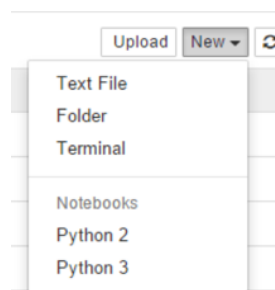 Upload New
Text File
Folder
Terminal
Notebooks
Python 2
Python 3